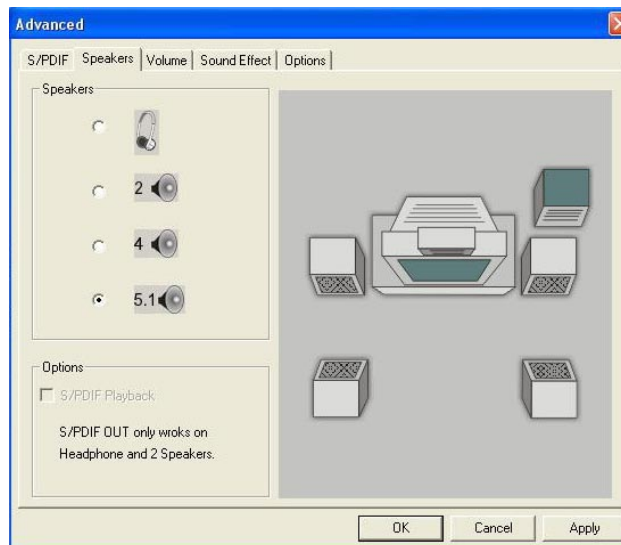 Advanced
S/PDIF Speakers Volume Sound Effect Options
Speakers
2
4
5.1
Options
S/PDIF Playback
S/PDIF OUT only wroks on
Headphone and 2 Speakers.
OK Cancel Apply